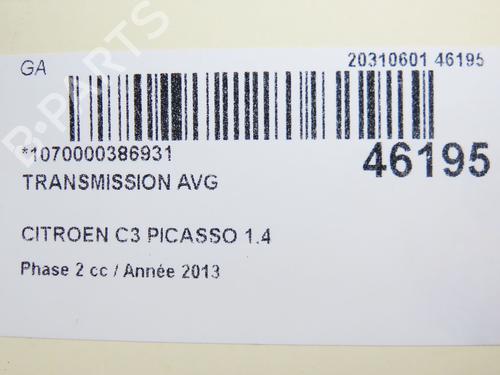 GA
20310601 46195
*1070000386931
46195
TRANSMISSION AVG
CITROEN C3 PICASSO 1.4
Phase 2 cc / Année 2013
B-PARTS